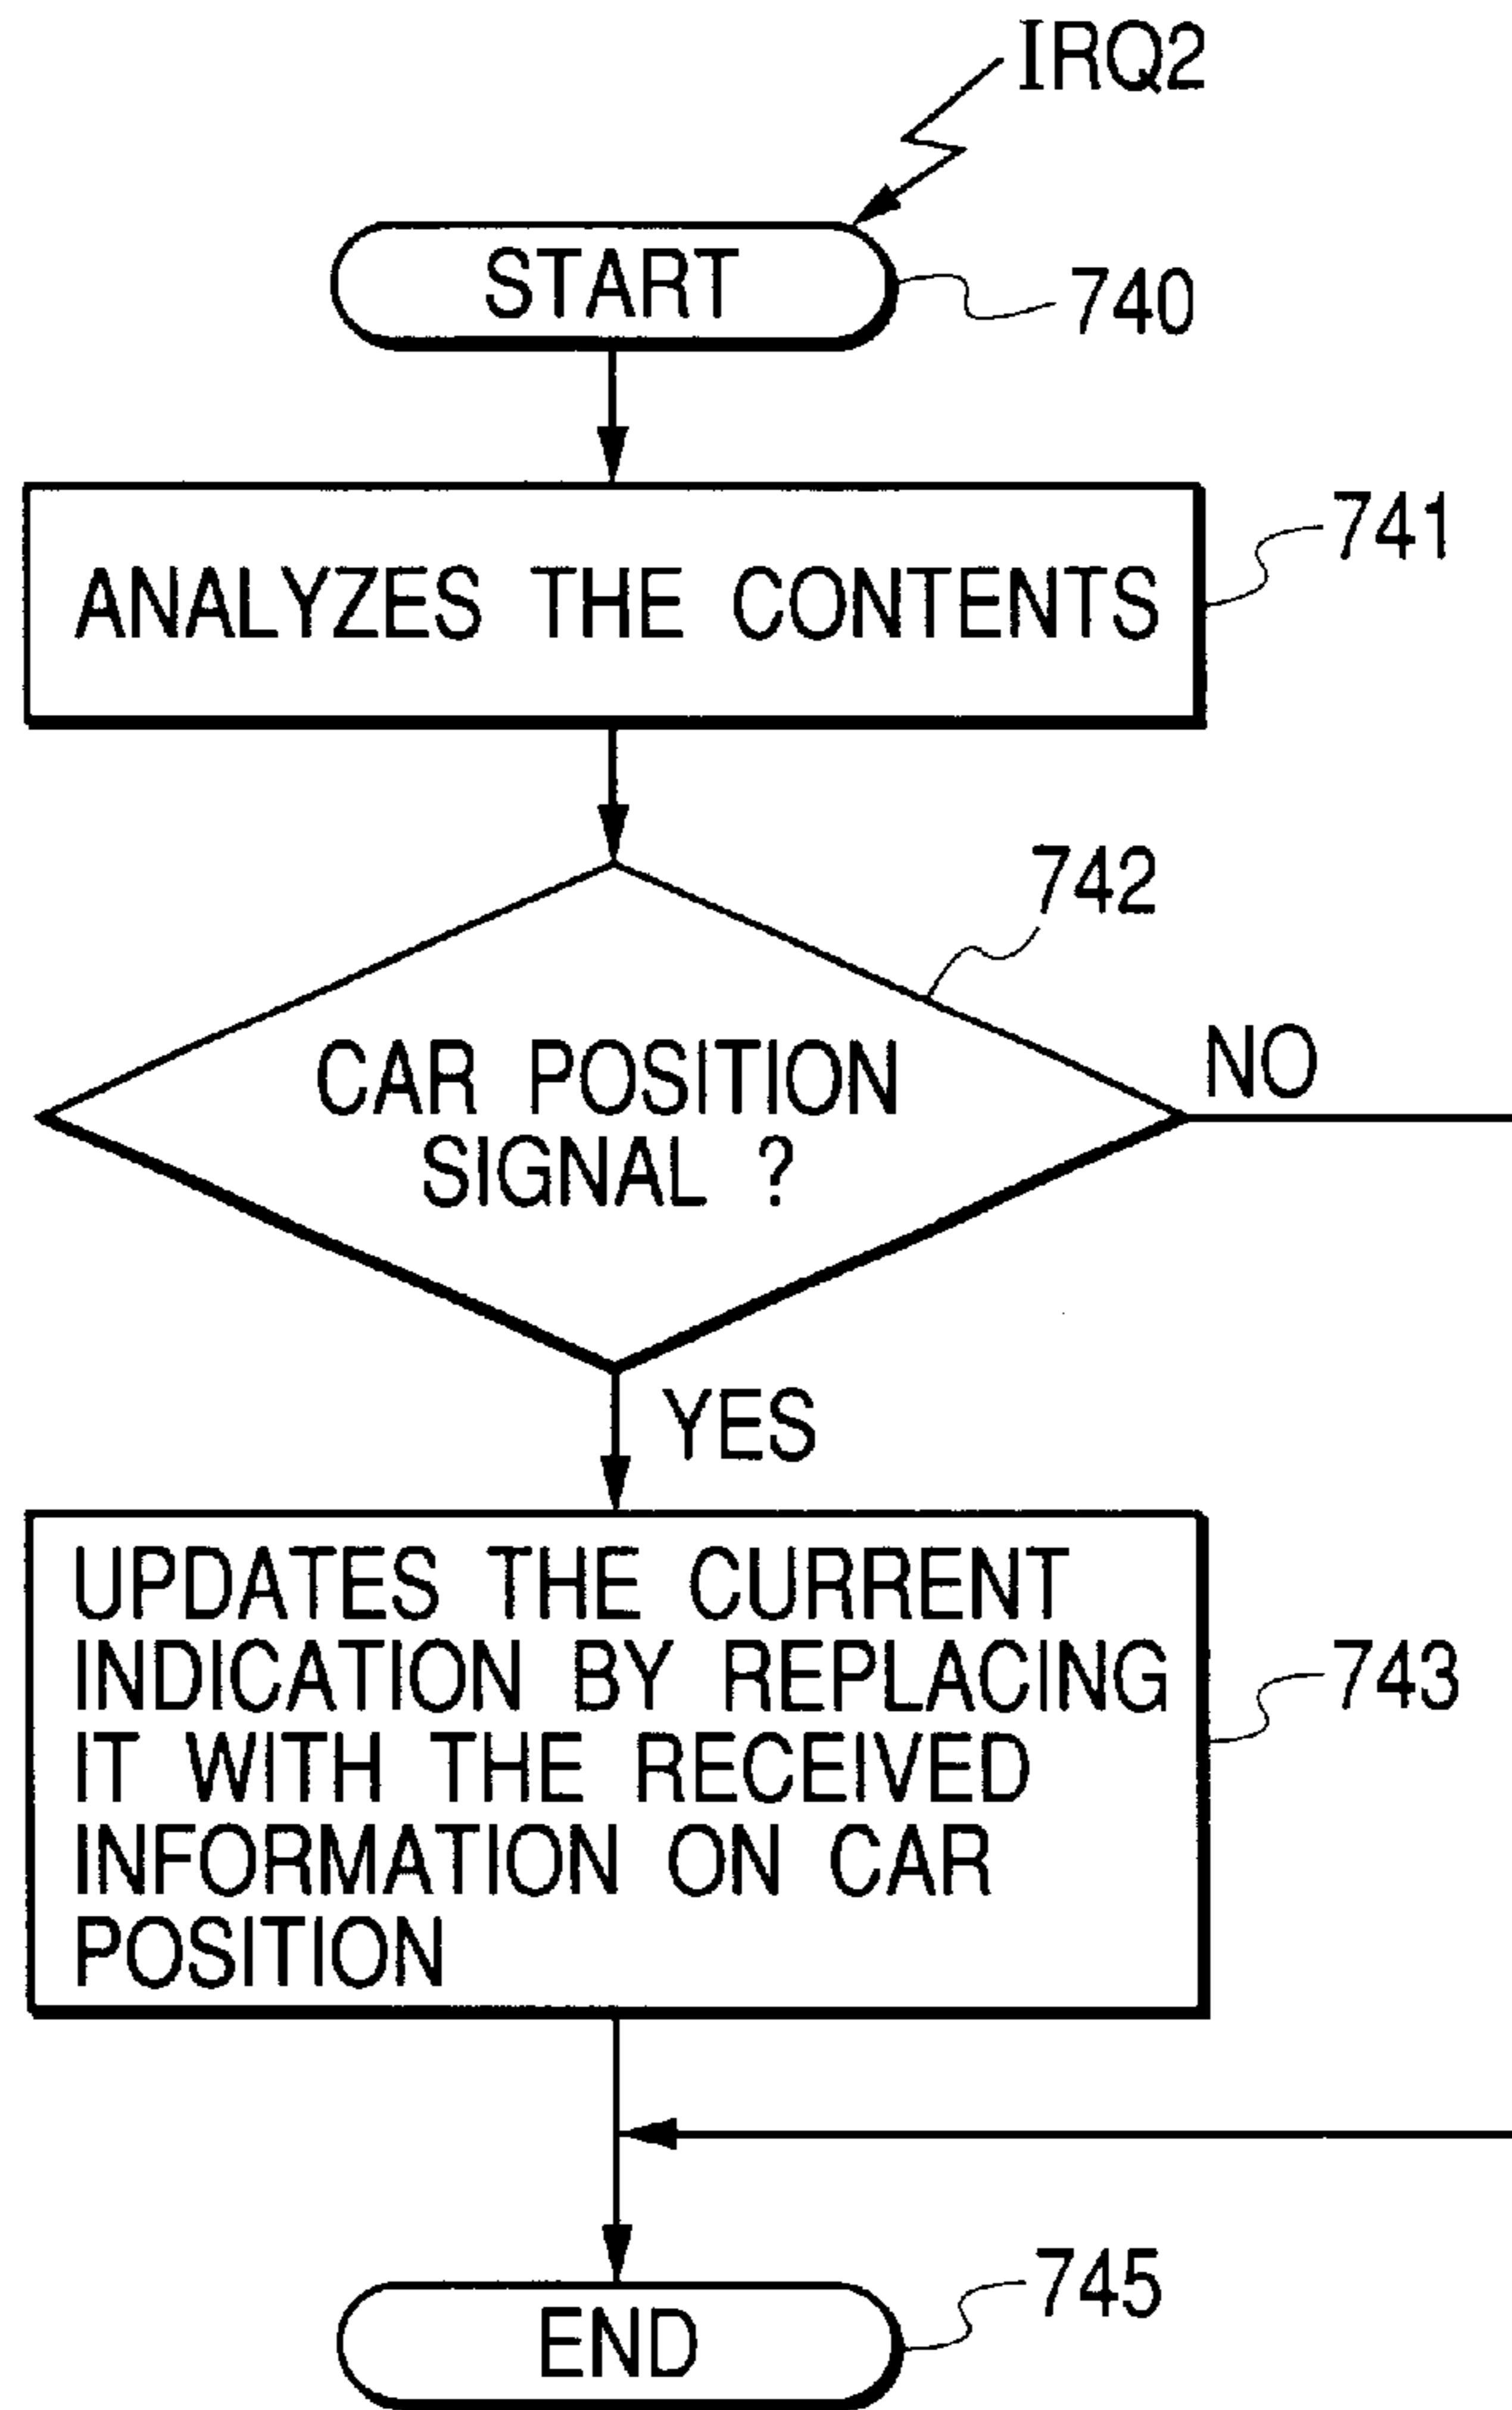 IRQ2
START
740
741
ANALYZES THE CONTENTS
742
CAR POSITION
SIGNAL ?
NO
YES
UPDATES THE CURRENT
INDICATION BY REPLACING
IT WITH THE RECEIVED
INFORMATION ON CAR
POSITION
743
745
END